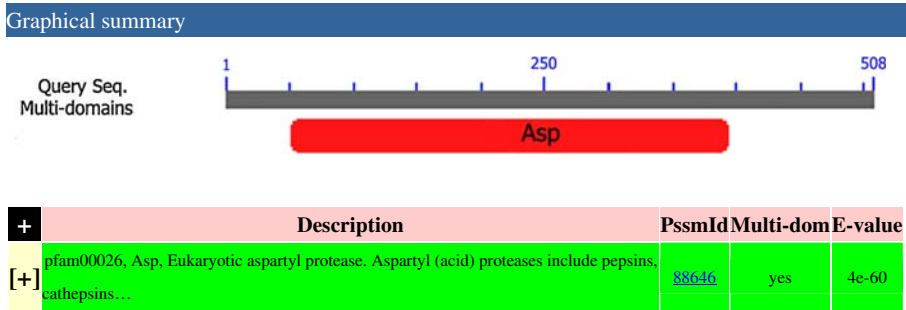 Graphical summary
1 250 508
Query Seq.
Multi-domains
Asp
+ Description PssmId Multi-dom E-value
[+] pfam00026, Asp, Eukaryotic aspartyl protease. Aspartyl (acid) proteases include pepsins, cathepsins… 88646 yes 4e-60